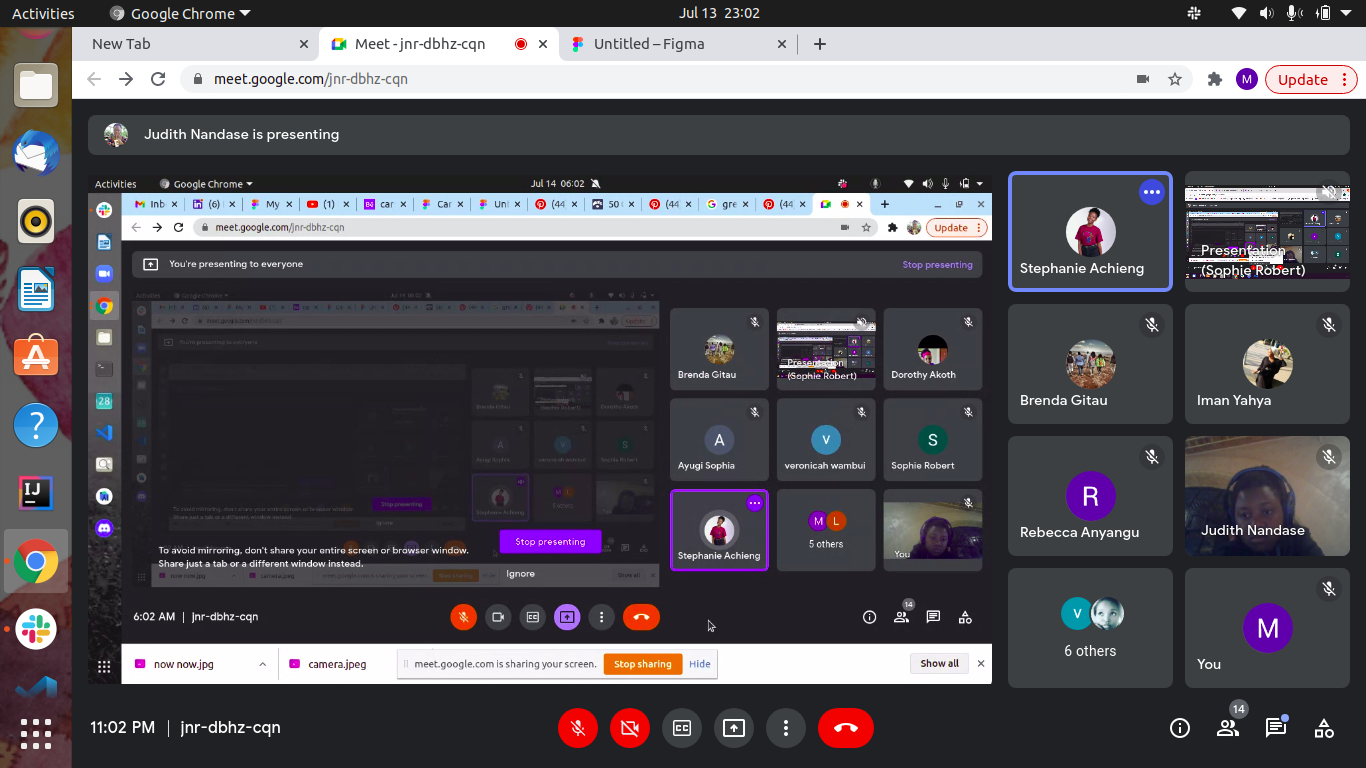 Activities Google Chrome Jul 13 23:02
New Tab Meet - jnr-dbhz-cqn Untitled – Figma
meet.google.com/jnr-dbhz-cqn M Update
Judith Nandase is presenting
Activities Google Chrome Jul 14 06:02
Inb (6) My (1) car Car Unt (44 50 (44 gre (44
meet.google.com/jnr-dbhz-cqn Update
You're presenting to everyone Stop presenting
Brenda Gitau
Presentation
(Sophie Robert)
Dorothy Akoth
A
Ayugi Sophia
v
veronicah wambui
S
Sophie Robert
Stephanie Achieng
M L
5 others
You
To avoid mirroring, don't share your entire screen or browser window.
Share just a tab or a different window instead.
Stop presenting
Ignore
6:02 AM | jnr-dbhz-cqn
14
now now.jpg camera.jpeg meet.google.com is sharing your screen. Stop sharing Hide Show all
Stephanie Achieng
Presentation
(Sophie Robert)
Brenda Gitau
Iman Yahya
R
Rebecca Anyangu
Judith Nandase
v
6 others
M
You
IJ
11:02 PM | jnr-dbhz-cqn
14